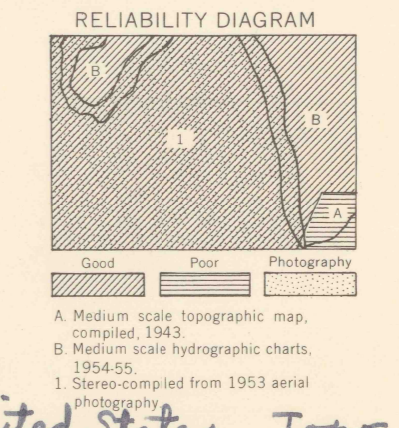 RELIABILITY DIAGRAM
B
1
B
A
Good Poor Photography
A. Medium scale topographic map,
compiled, 1943.
B. Medium scale hydrographic charts,
1954-55.
1. Stereo-compiled from 1953 aerial
photography.
States